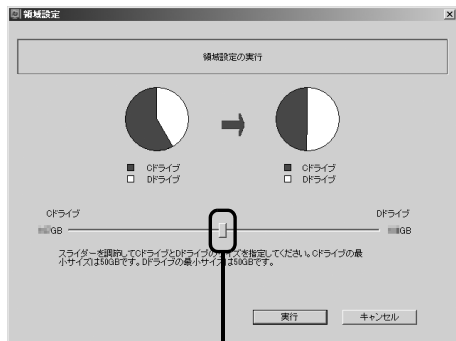 領域設定
領域設定の実行
Cドライブ
Dドライブ
Cドライブ
Dドライブ
Cドライブ
Dドライブ
GB
GB
スライダーを調節してCドライブとDドライブのサイズを指定してください。Cドライブの最
小サイズは50GBです。Dドライブの最小サイズは50GBです。
実行
キャンセル